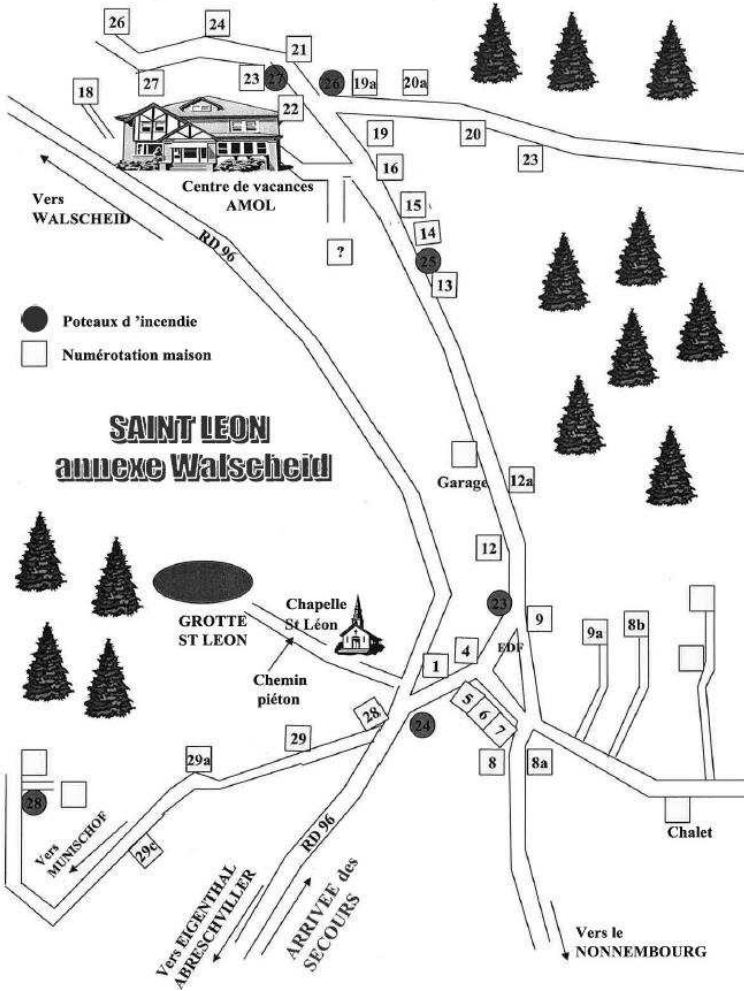 26
24
21
27
23
27
26
19a
20a
18
22
19
20
23
16
Centre de vacances
AMOL
Vers
WALSCHEID
RD 96
15
14
?
25
13
Poteaux d 'incendie
Numérotation maison
SAINT LEON
annexe Walscheid
Garage
12a
12
23
9
9a
8b
GROTTE
ST LEON
Chapelle
St Léon
Chemin
piéton
1
4
EDF
5
6
7
28
24
29
29a
8
8a
28
Vers
MUNISCHOF
29c
Chalet
RD 96
Vers EIGENTHAL
ABRESCHVILLER
ARRIVEE des
SECOURS
Vers le
NONNEMBOURG